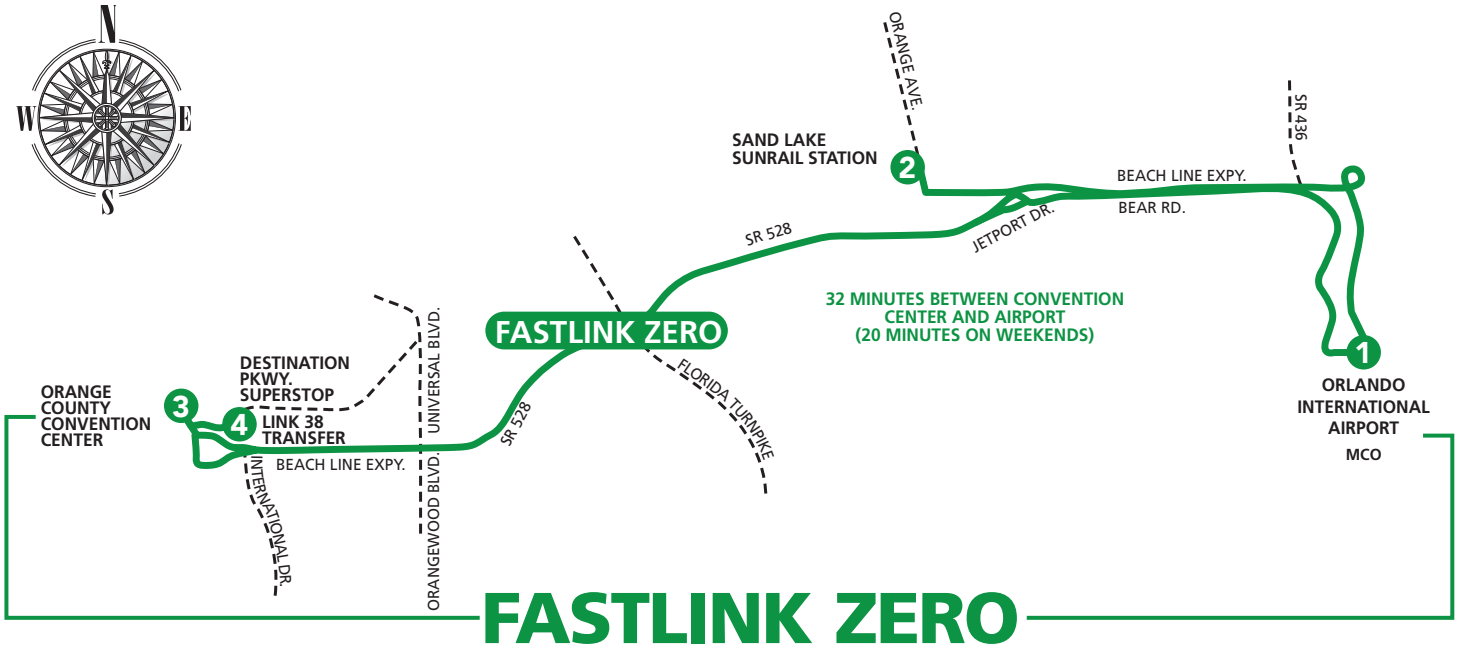 N
W
E
S
ORANGE AVE.
SR 436
SAND LAKE
SUNRAIL STATION
2
BEACH LINE EXPY.
BEAR RD.
JETPORT DR.
SR 528
32 MINUTES BETWEEN CONVENTION
CENTER AND AIRPORT
(20 MINUTES ON WEEKENDS)
FASTLINK ZERO
FLORIDA TURNPIKE
UNIVERSAL BLVD.
1
ORLANDO
INTERNATIONAL
AIRPORT
MCO
DESTINATION
PKWY.
SUPERSTOP
ORANGE
COUNTY
CONVENTION
CENTER
3
4
LINK 38
TRANSFER
SR 528
BEACH LINE EXPY.
INTERNATIONAL DR.
ORANGEWOOD BLVD.
FASTLINK ZERO